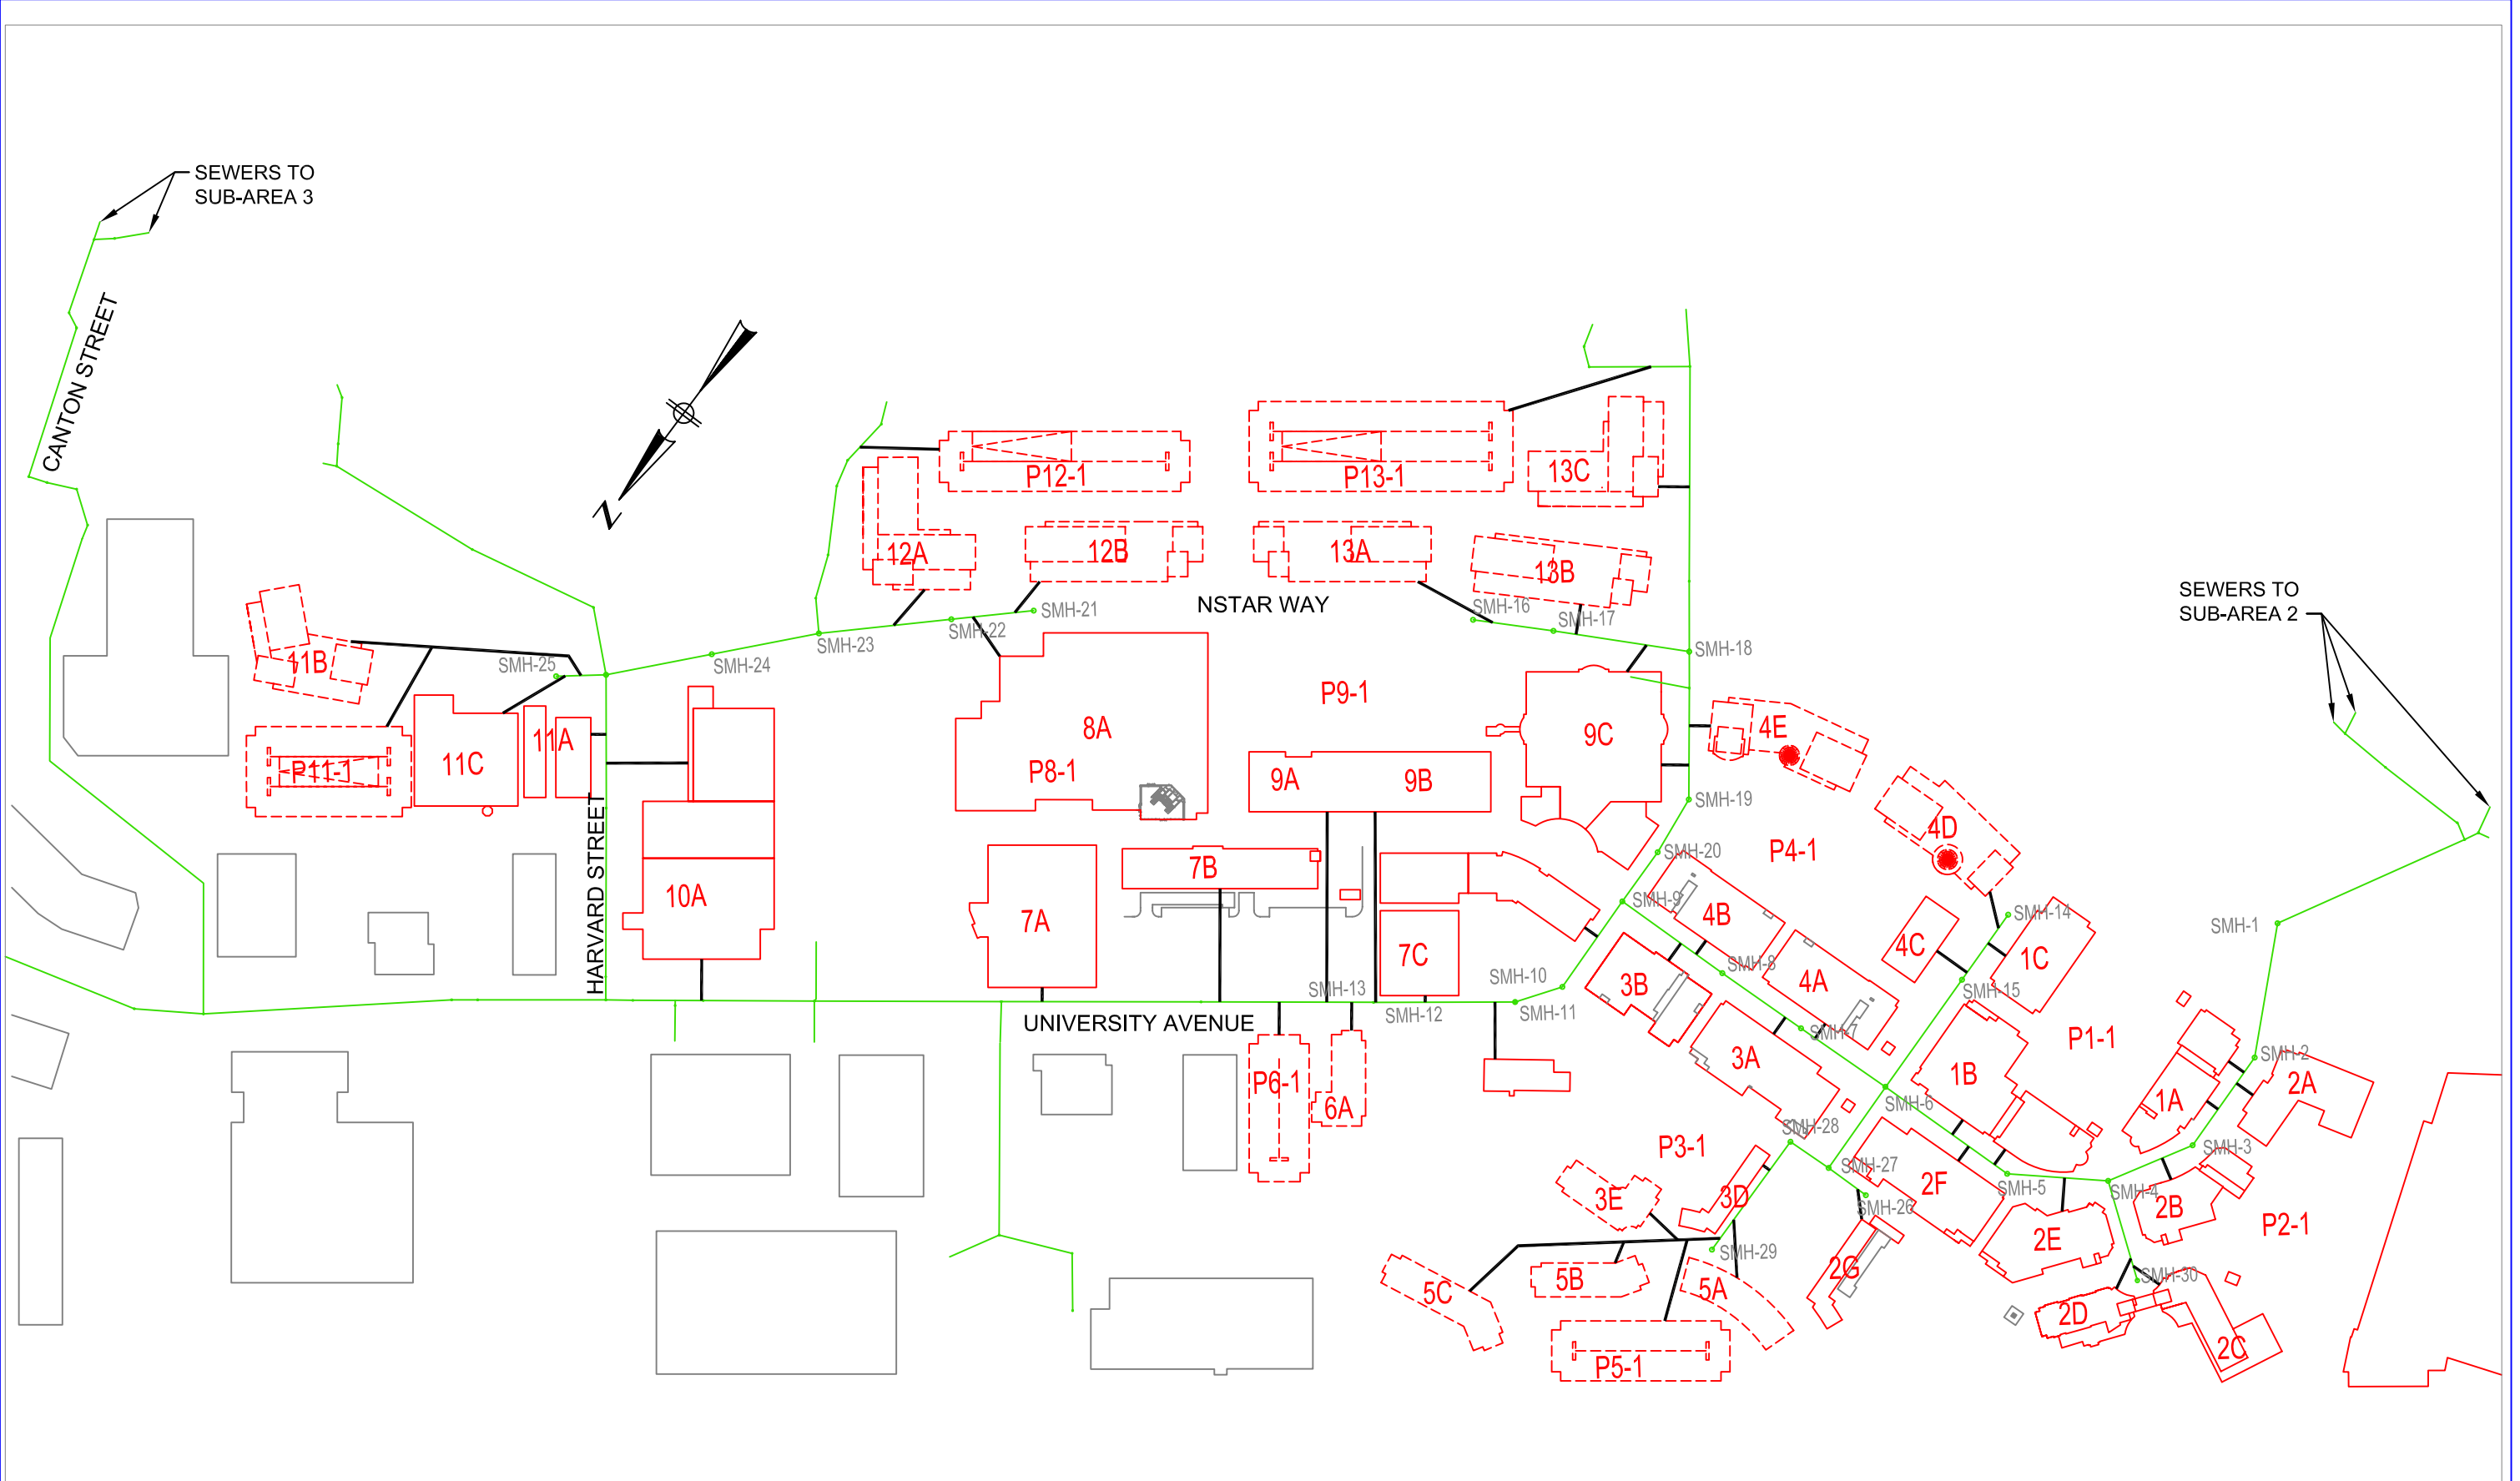 SEWERS TO
SUB-AREA 3
CANTON STREET
N
P12-1
P13-1
13C
12A
12B
13A
13B
NSTAR WAY
SEWERS TO
SUB-AREA 2
SMH-16
SMH-17
SMH-21
SMH-22
SMH-23
SMH-24
SMH-25
SMH-18
11B
P9-1
8A
9C
4E
11A
11C
P11-1
P8-1
9A
9B
SMH-19
HARVARD STREET
4D
P4-1
SMH-20
7B
10A
7A
SMH-9
4B
SMH-14
SMH-1
7C
4C
1C
SMH-8
SMH-10
SMH-13
3B
4A
SMH-15
SMH-12
SMH-11
UNIVERSITY AVENUE
SMH-7
P1-1
3A
1B
SMH-2
P6-1
2A
6A
1A
SMH-6
SMH-28
P3-1
SMH-3
SMH-27
2F
SMH-5
SMH-4
3E
3D
SMH-26
2B
P2-1
2E
SMH-29
5C
5B
5A
2G
SMH-30
2D
2C
P5-1